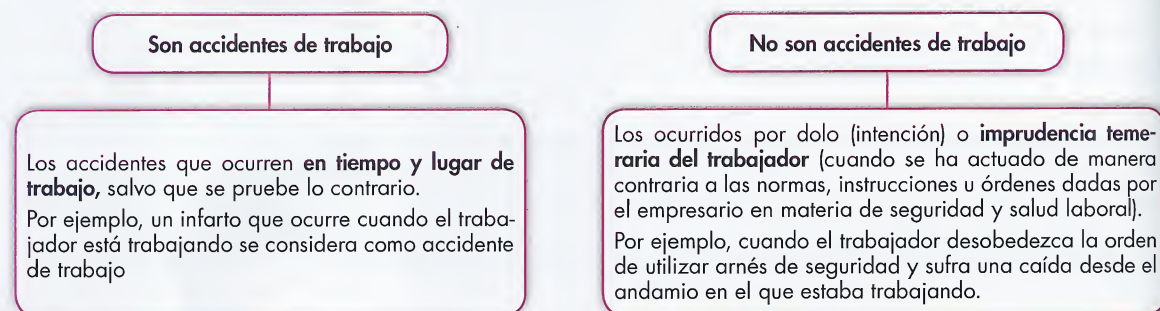 Son accidentes de trabajo
Los accidentes que ocurren en tiempo y lugar de
trabajo, salvo que se pruebe lo contrario.
Por ejemplo, un infarto que ocurre cuando el traba-
jador está trabajando se considera como accidente
de trabajo
No son accidentes de trabajo
Los ocurridos por dolo (intención) o imprudencia teme-
raria del trabajador (cuando se ha actuado de manera
contraria a las normas, instrucciones u órdenes dadas por
el empresario en materia de seguridad y salud laboral).
Por ejemplo, cuando el trabajador desobedezca la orden
de utilizar arnés de seguridad y sufra una caída desde el
andamio en el que estaba trabajando.